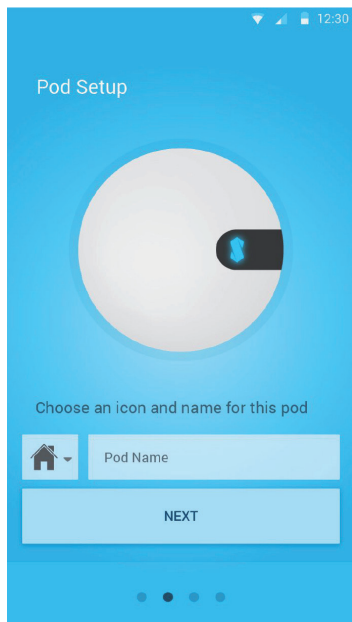 12:30
Pod Setup
Choose an icon and name for this pod
Pod Name
NEXT